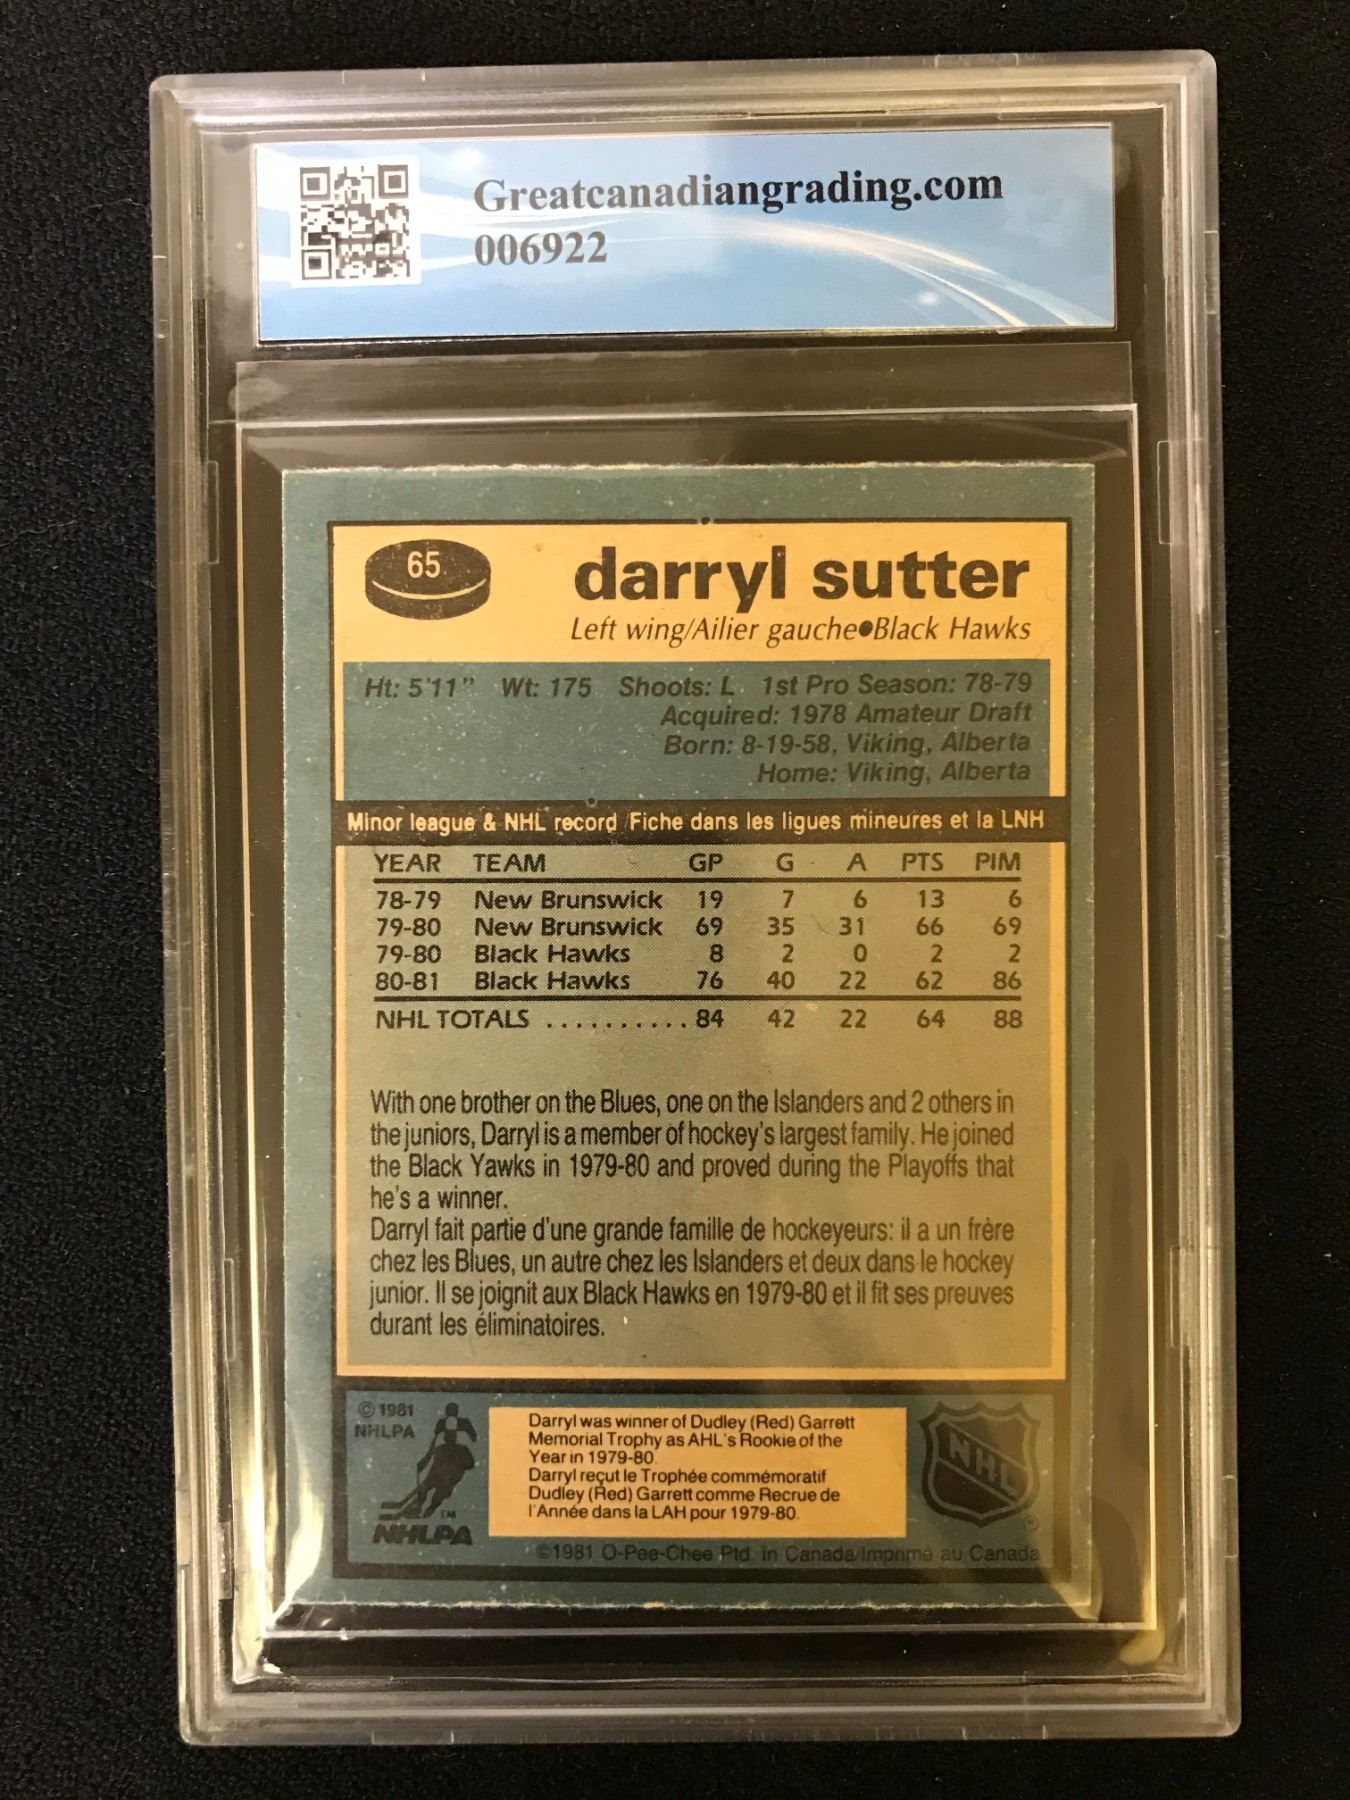 Greatcanadiangrading.com
006922
65
darryl sutter
Left wing/Ailier gauche●Black Hawks
Ht: 5'11" Wt: 175 Shoots: L. 1st Pro Season: 78-79
Acquired: 1978 Amateur Draft
Born: 8-19-58, Viking, Alberta
Home: Viking, Alberta
Minor league & NHL record/Fiche dans les ligues mineures et la LNH
YEAR TEAM GP G A PTS PIM
78-79 New Brunswick 19 7 6 13 6
79-80 New Brunswick 69 35 31 66 69
79-80 Black Hawks 8 2 0 2 2
80-81 Black Hawks 76 40 22 62 86
NHL TOTALS .......... 84 42 22 64 88
With one brother on the Blues, one on the Islanders and 2 others in
the juniors, Darryl is a member of hockey's largest family. He joined
the Black Yawks in 1979-80 and proved during the Playoffs that
he's a winner.
Darryl fait partie d'une grande famille de hockeyeurs: il a un frère
chez les Blues, un autre chez les Islanders et deux dans le hockey
junior. Il se joignit aux Black Hawks en 1979-80 et il fit ses preuves
durant les éliminatoires.
© 1981
NHLPA
TM
NHLPA
Darryl was winner of Dudley (Red) Garrett
Memorial Trophy as AHL's Rookie of the
Year in 1979-80.
Darryl reçut le Trophée commémoratif
Dudley (Red) Garrett comme Recrue de
l'Année dans la LAH pour 1979-80.
NHL
®
©1981 O-Pee-Chee Ptd. in Canada/Imprimé au Canada